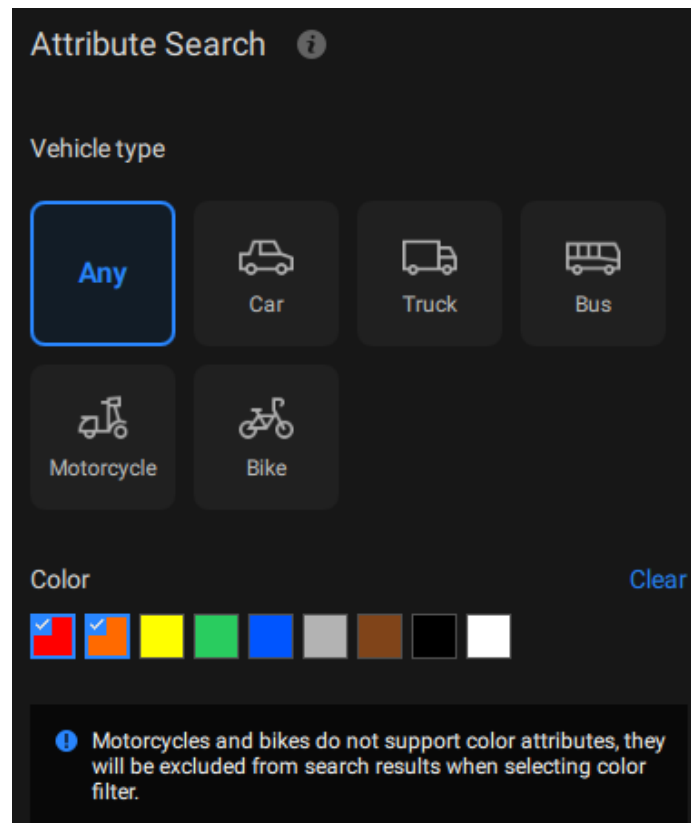 Attribute Search
Vehicle type
Any
Car
Truck
Bus
Motorcycle
Bike
Color
Clear
Motorcycles and bikes do not support color attributes, they
will be excluded from search results when selecting color
filter.